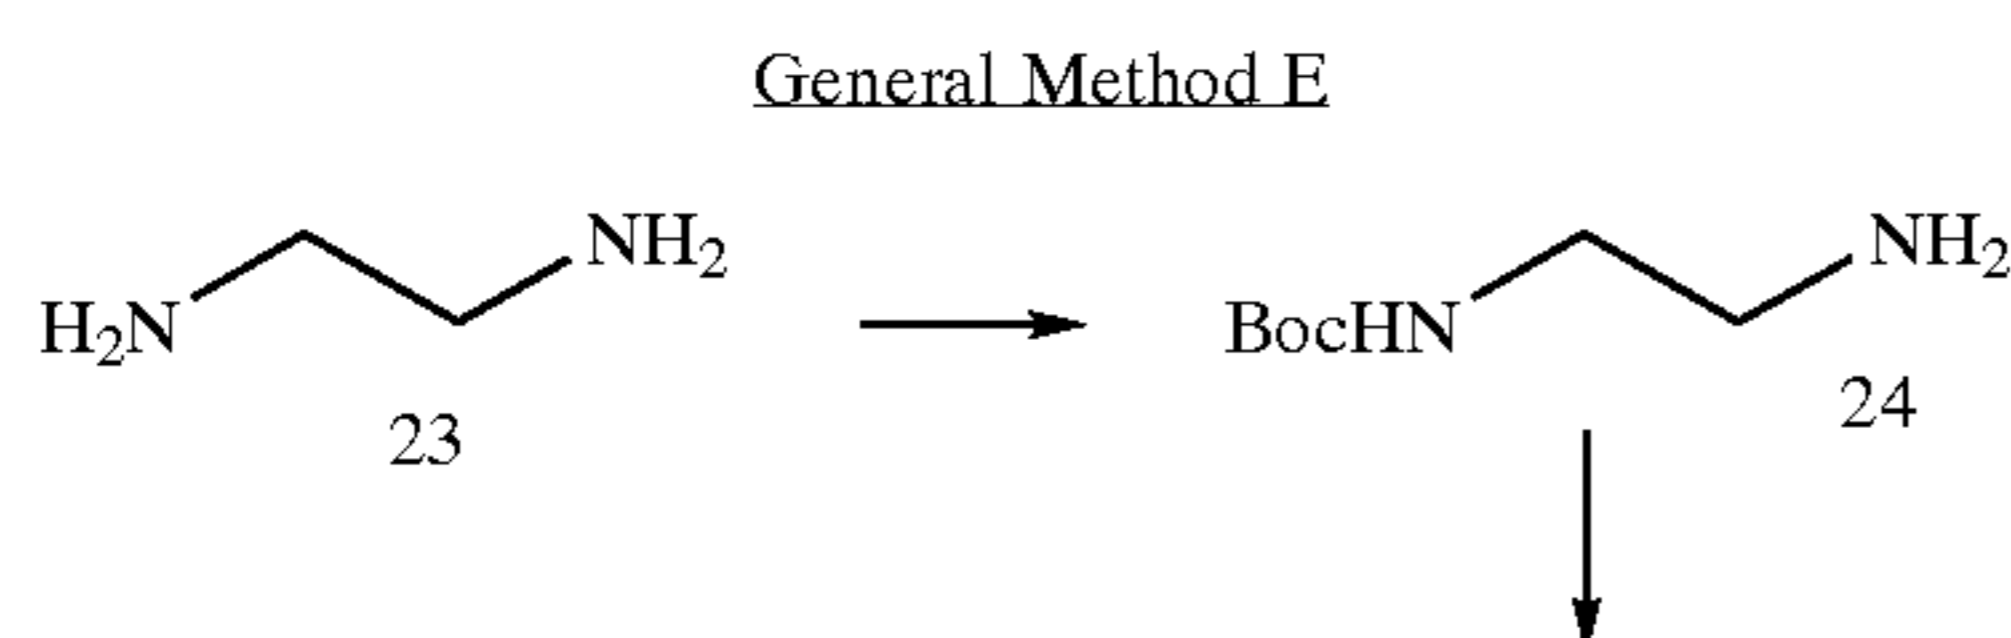 General Method E
H₂N NH₂ BocHN NH₂
23 24